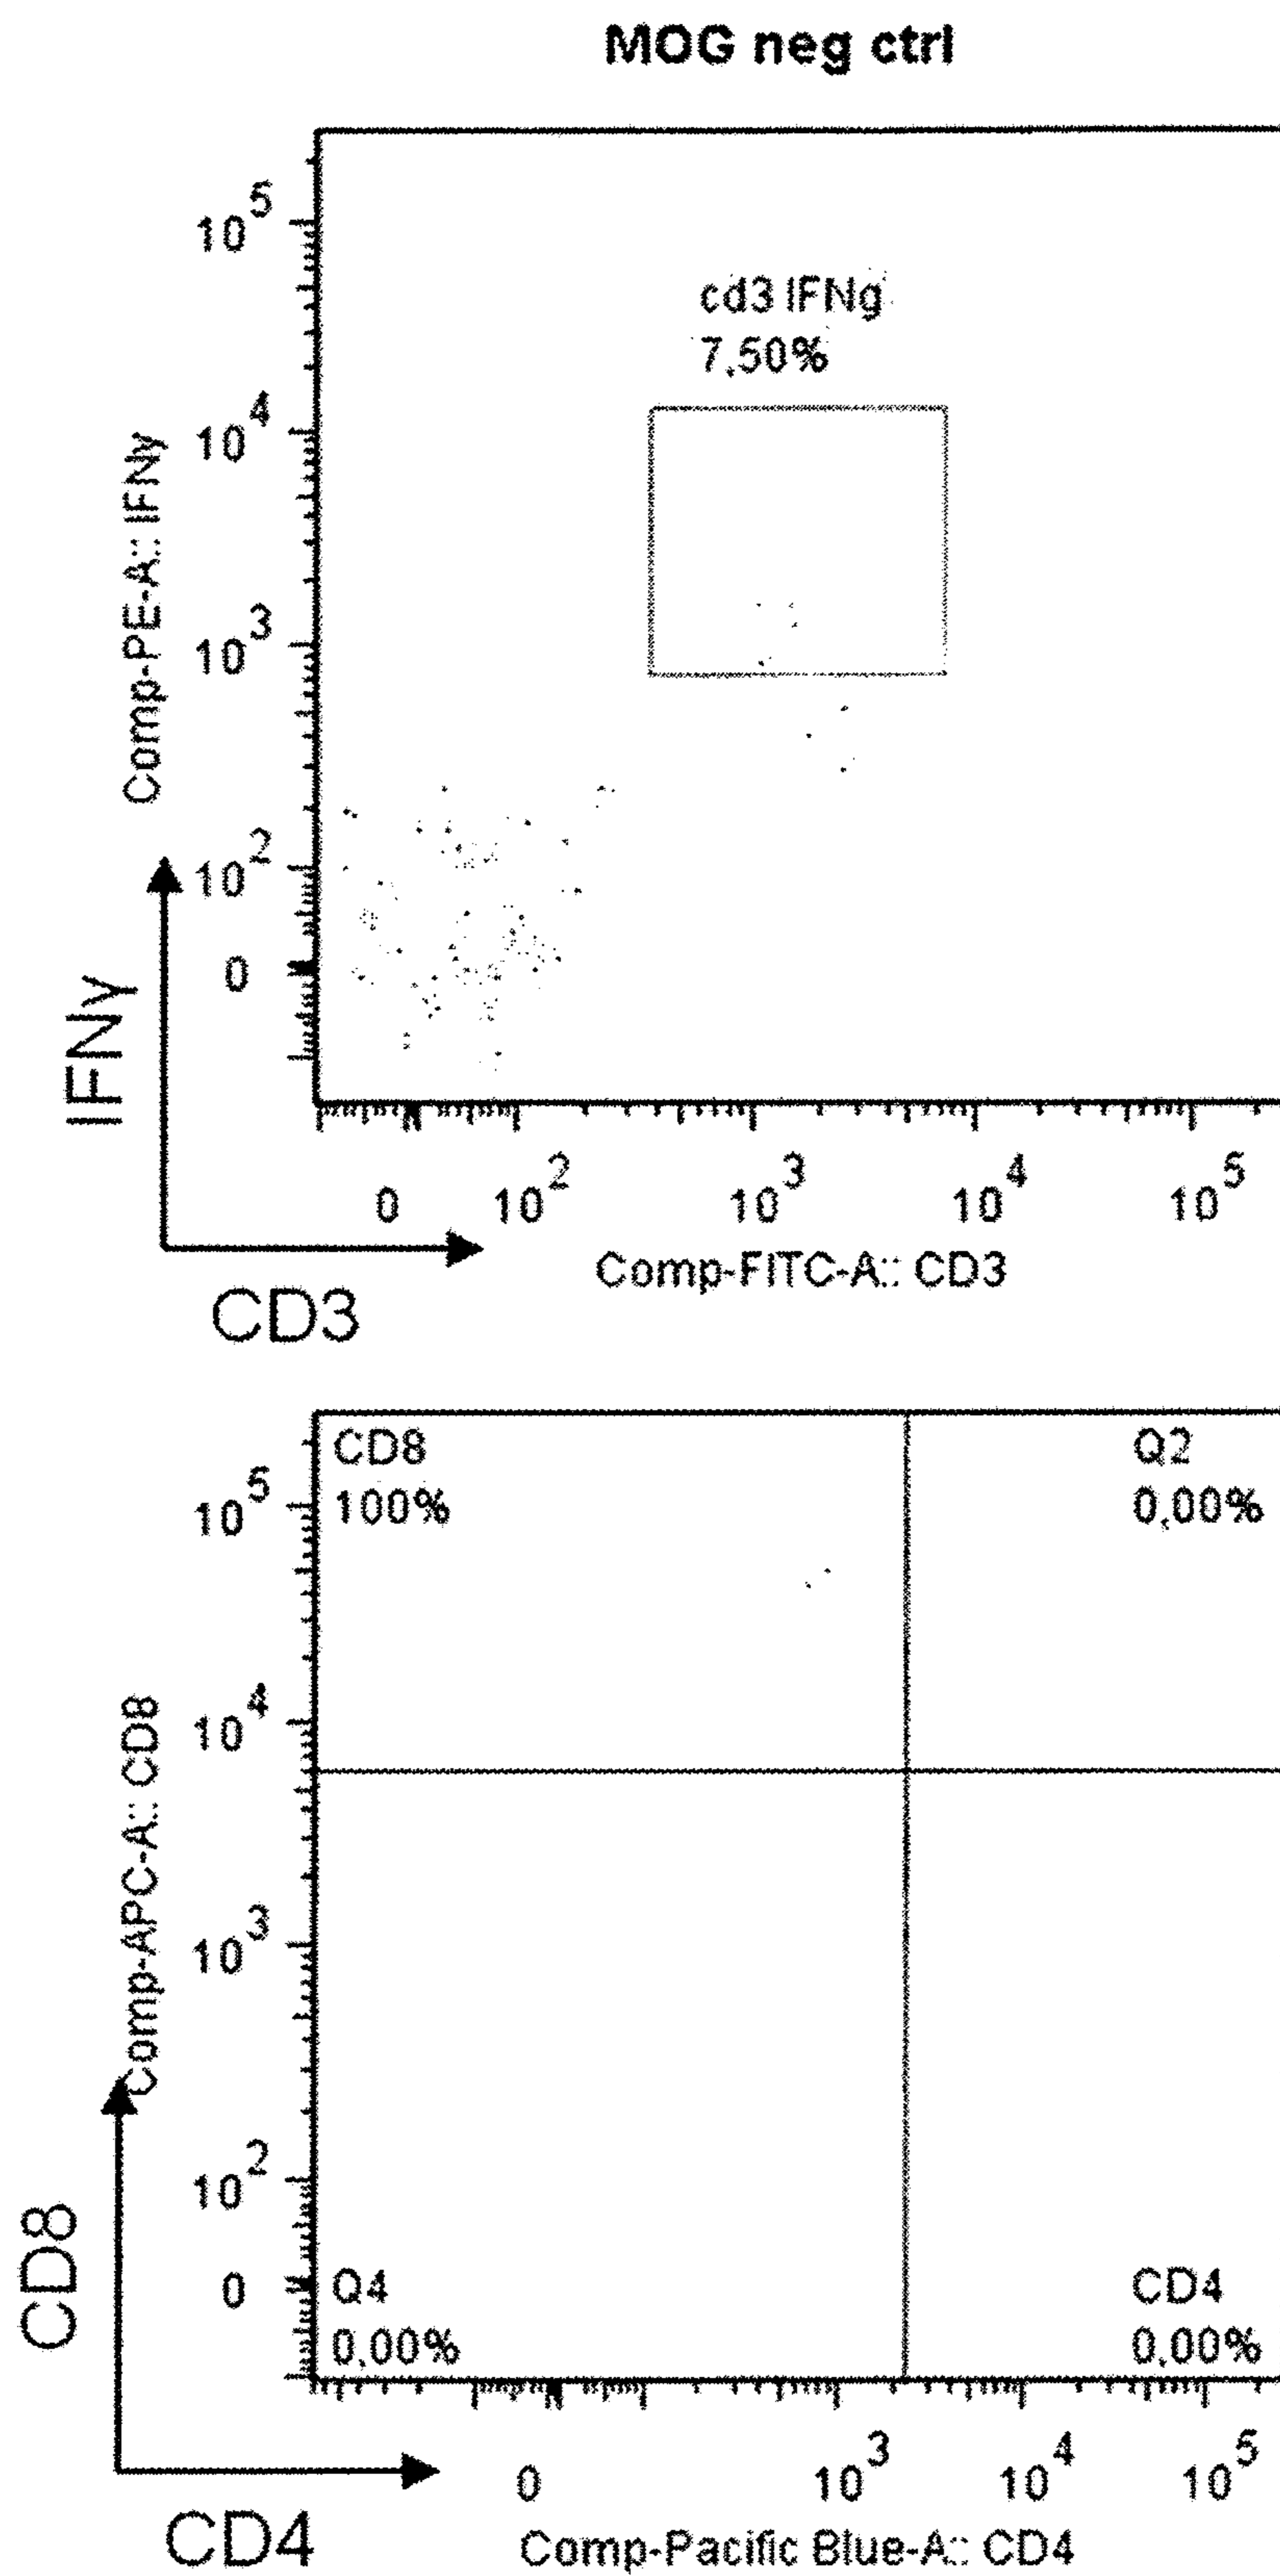 MOG neg ctrl
10^5
cd3 IFNg
7.50%
10^4
10^3
10^2
0
Comp-PE-A:: IFNγ
IFNγ
0 10^2 10^3 10^4 10^5
Comp-FITC-A:: CD3
CD3
CD8
100%
Q2
0.00%
10^5
10^4
10^3
10^2
0
Comp-APC-A:: CD8
CD8
Q4
0.00%
CD4
0.00%
0 10^3 10^4 10^5
CD4
Comp-Pacific Blue-A:: CD4